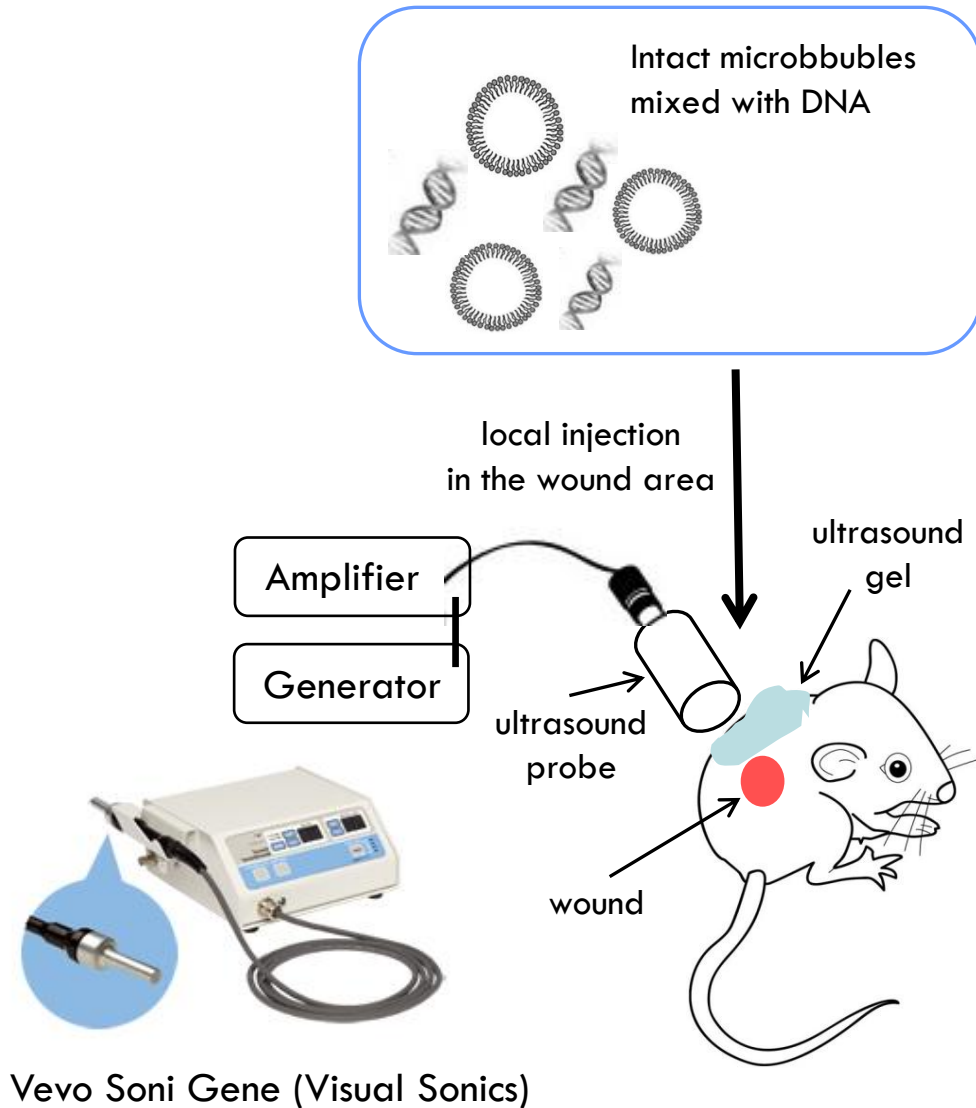 Intact microbbubles
mixed with DNA
local injection
in the wound area
ultrasound
gel
Amplifier
Generator
ultrasound
probe
wound
Vevo Soni Gene (Visual Sonics)